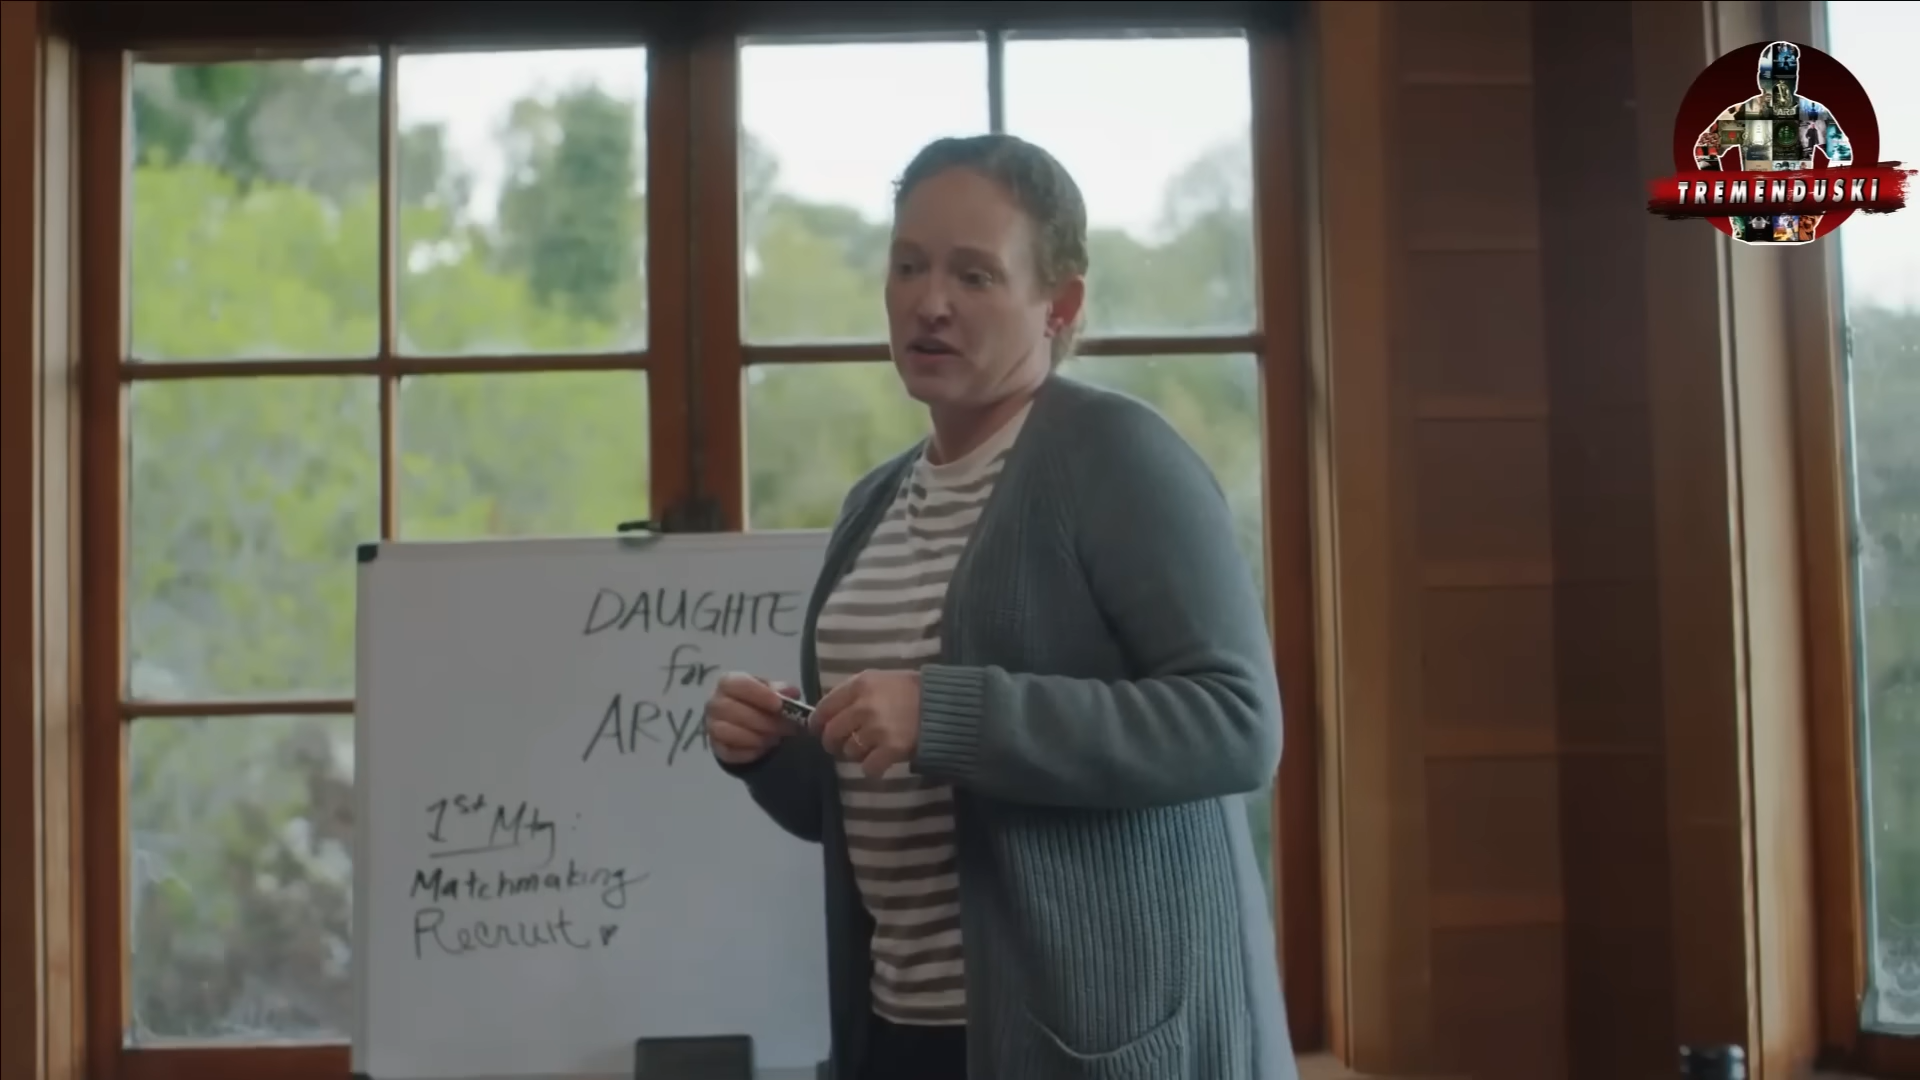 TREMENDUSKI
DAUGHTE
for
ARYA
1st Mtg:
Matchmaking
Recruit